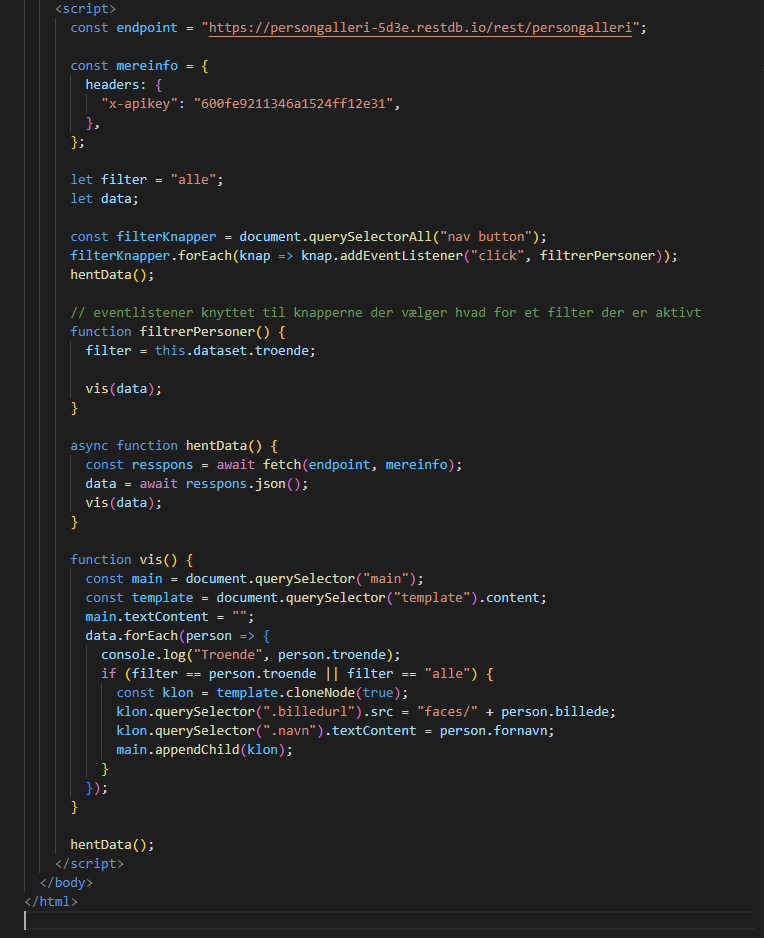 <script>
const endpoint = "https://persongalleri-5d3e.restdb.io/rest/persongalleri";
const mereinfo = {
headers: {
"x-apikey": "600fe9211346a1524ff12e31",
},
};
let filter = "alle";
let data;
const filterKnapper = document.querySelectorAll("nav button");
filterKnapper.forEach(knap => knap.addEventListener("click", filtrerPersoner));
hentData();
// eventlistener knyttet til knapperne der vælger hvad for et filter der er aktivt
function filtrerPersoner() {
filter = this.dataset.troende;
vis(data);
}
async function hentData() {
const resspons = await fetch(endpoint, mereinfo);
data = await resspons.json();
vis(data);
}
function vis() {
const main = document.querySelector("main");
const template = document.querySelector("template").content;
main.textContent = "";
data.forEach(person => {
console.log("Troende", person.troende);
if (filter == person.troende || filter == "alle") {
const klon = template.cloneNode(true);
klon.querySelector(".billedurl").src = "faces/" + person.billede;
klon.querySelector(".navn").textContent = person.fornavn;
main.appendChild(klon);
}
});
}
hentData();
</script>
</body>
</html>